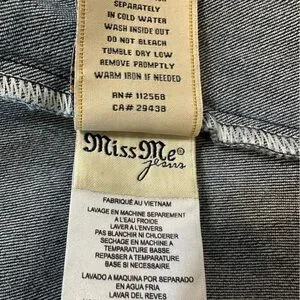 SEPARATELY
IN COLD WATER
WASH INSIDE OUT
DO NOT BLEACH
TUMBLE DRY LOW
REMOVE PROMPTLY
WARM IRON IF NEEDED
RN# 112568
CA# 29438
Miss Me®
jeans
FABRIQUÉ AU VIETNAM
LAVAGE EN MACHINE SEPAREMENT
A L'EAU FROIDE
LAVER A L'ENVERS
PAS BLANCHIR NI CHLOERER
SECHAGE EN MACHINE A
TEMPERATURE BASSE
REPASSER A TEMPERATURE
BASE SI NECESSAIRE
LAVADO A MAQUINA POR SEPARADO
EN AGUA FRIA
LAVAR DEL REVES